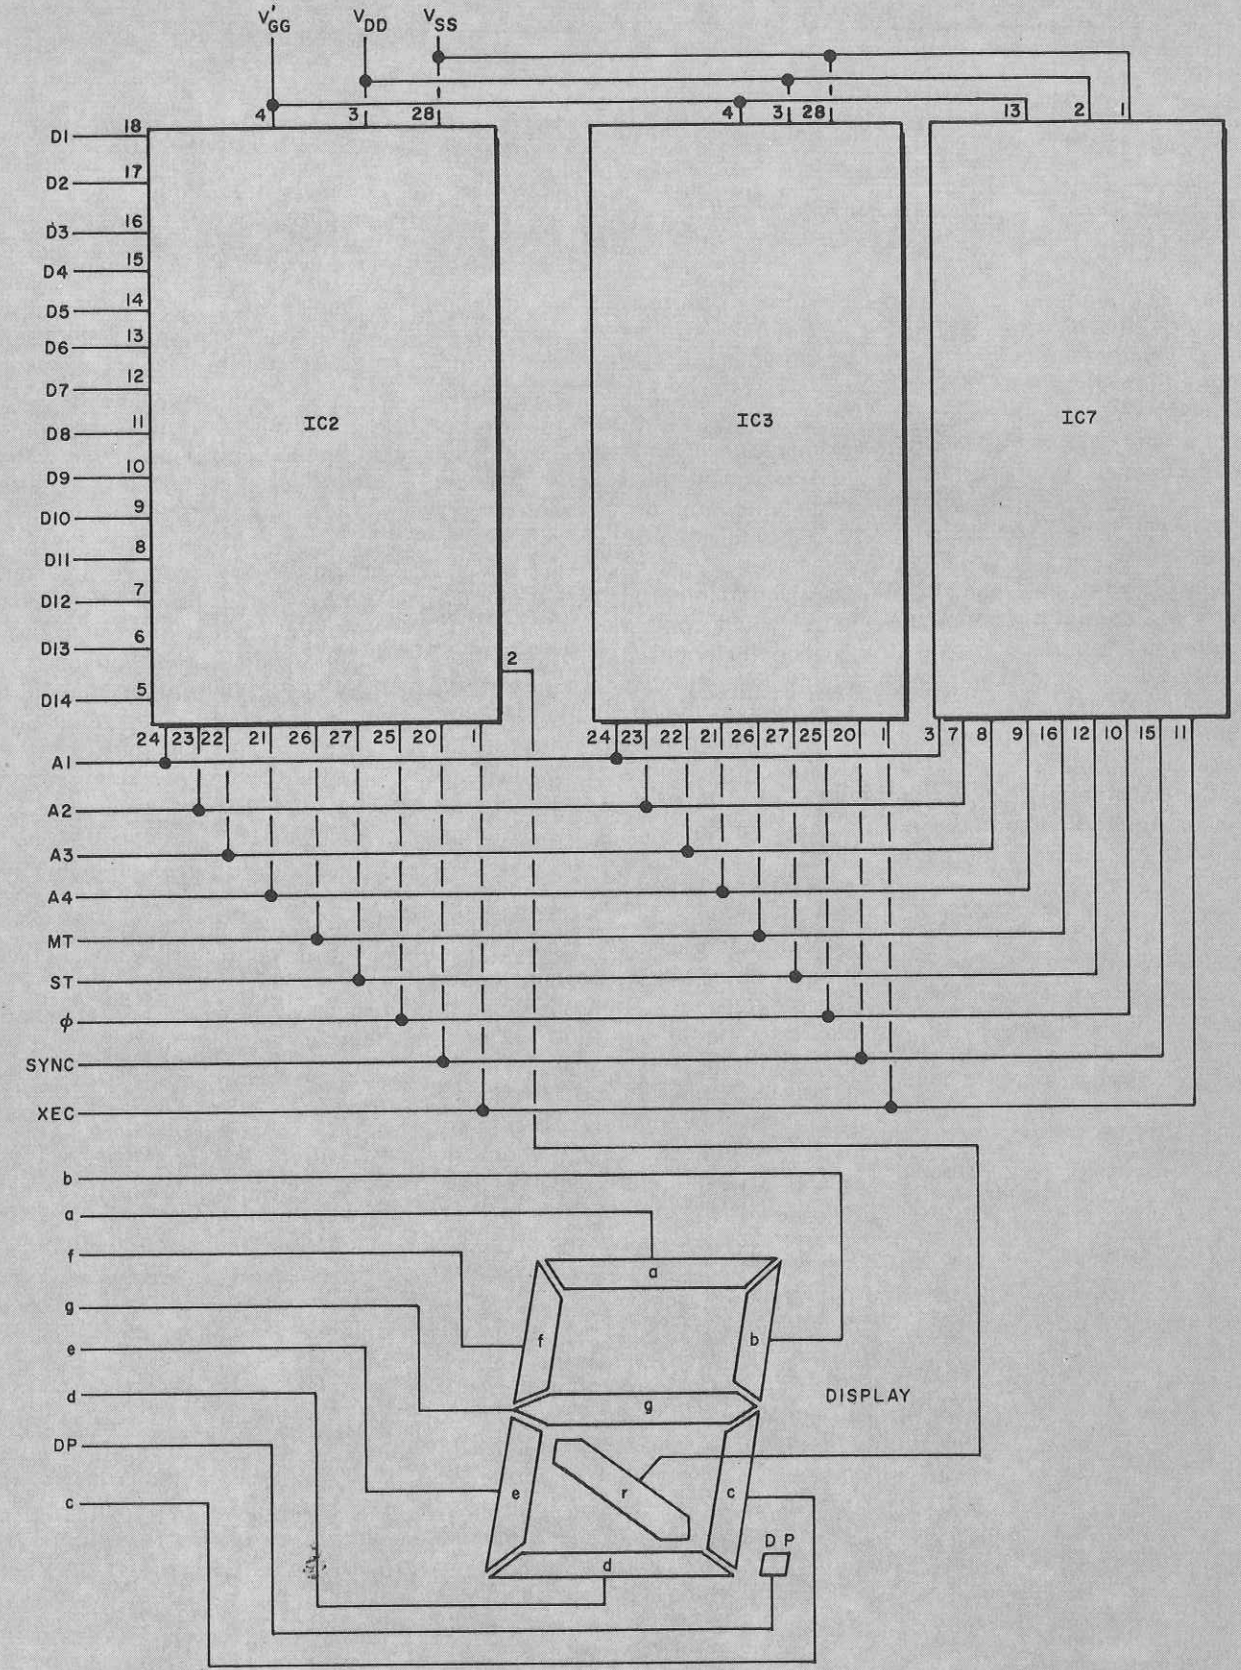 V'GG VDD VSS
4 3 28 4 3 28 13 2 1
D1 18
D2 17
D3 16
D4 15
D5 14
D6 13
D7 12
IC2 IC3 IC7
D8 11
D9 10
D10 9
D11 8
D12 7
D13 6
2
D14 5
24 23 22 21 26 27 25 20 1 24 23 22 21 26 27 25 20 1 3 7 8 9 16 12 10 15 11
A1
A2
A3
A4
MT
ST
ϕ
SYNC
XEC
b
a
f
a
g
f b
e
d DISPLAY
g
DP
e r c
c
DP
d